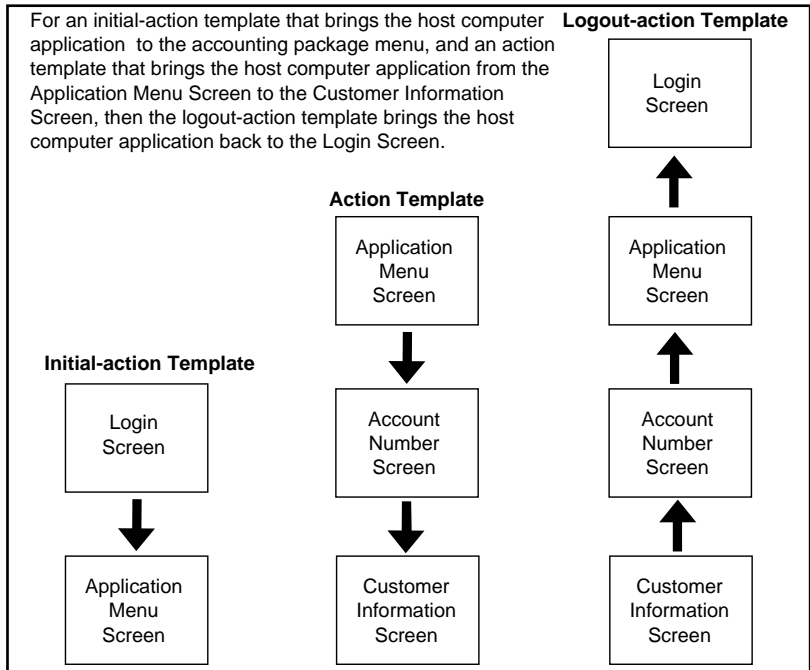 For an initial-action template that brings the host computer
application to the accounting package menu, and an action
template that brings the host computer application from the
Application Menu Screen to the Customer Information
Screen, then the logout-action template brings the host
computer application back to the Login Screen.
Initial-action Template
Login
Screen
Application
Menu
Screen
Action Template
Application
Menu
Screen
Account
Number
Screen
Customer
Information
Screen
Logout-action Template
Login
Screen
Application
Menu
Screen
Account
Number
Screen
Customer
Information
Screen